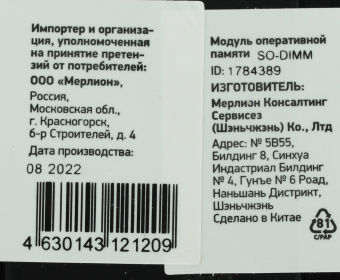 Импортер и организа-
ция, уполномоченная
на принятие претен-
зий от потребителей:
ООО «Мерлион»,
Россия,
Московская обл.,
г. Красногорск,
б-р Строителей, д. 4
Дата производства:
08 2022
4 630143 121209
Модуль оперативной
памяти SO-DIMM
ID: 1784389
ИЗГОТОВИТЕЛЬ:
Мерлион Консалтинг
Сервисез
(Шэньчжэнь) Ко., Лтд
Адрес: № 5B55,
Билдинг 8, Синхуа
Индастриал Билдинг
№ 4, Гунъе № 6 Роад,
Наньшань Дистрикт,
Шэньчжэнь
Сделано в Китае
81
C/PAP